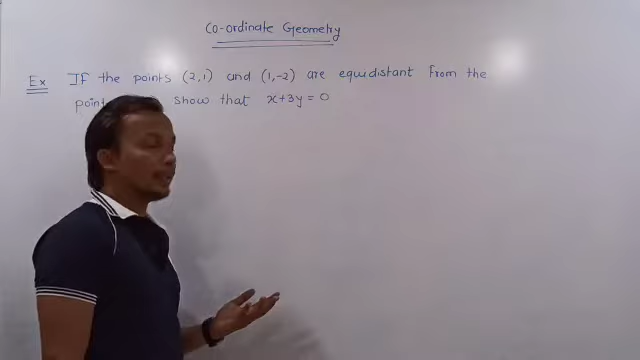 Co-ordinate Geometry
Ex IF the points (2,1) and (1,-2) are equidistant from the
show that x+3y=0